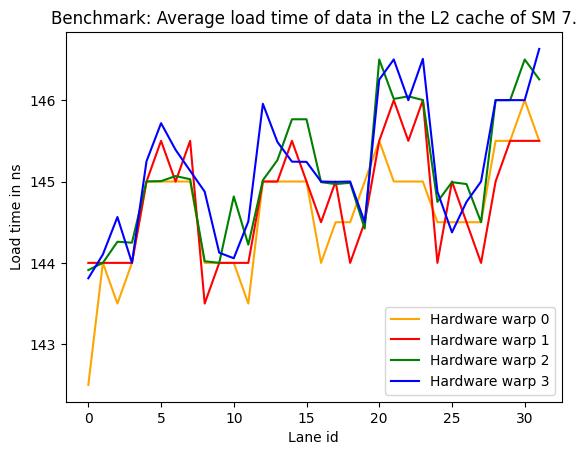 Benchmark: Average load time of data in the L2 cache of SM 7.
Load time in ns
146
145
144
143
Hardware warp 0
Hardware warp 1
Hardware warp 2
Hardware warp 3
0 5 10 15 20 25 30
Lane id